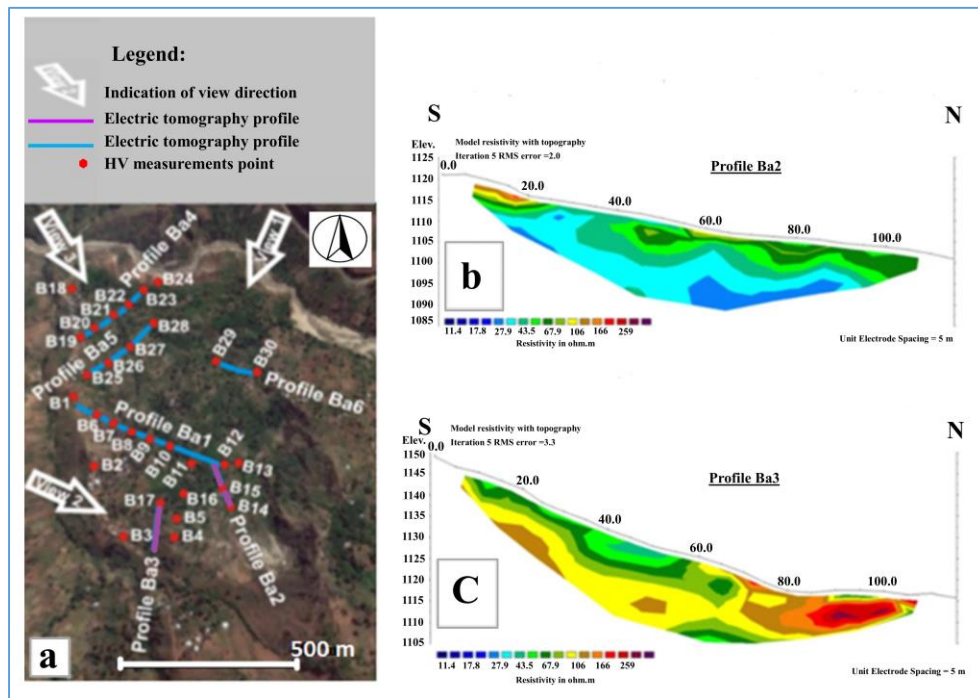 Legend:
Indication of view direction
Electric tomography profile
Electric tomography profile
HV measurements point
View 3
View 1
Profile Ba4
B18
B24
B22
B23
B21
B20
B19
B28
B27
Profile Ba5
B26
B25
B29
B30
Profile Ba6
B1
Profile Ba1
B6
B7
B8
B9
B10
B11
B12
B13
B2
B15
B14
View 2
B17
B16
B5
B3
B4
Profile Ba3
Profile Ba2
a
500 m
S
N
Elev.
Model resistivity with topography
Iteration 5 RMS error =2.0
Profile Ba2
1125
1120
1115
1110
1105
1100
1095
1090
1085
0.0
20.0
40.0
60.0
80.0
100.0
b
11.4 17.8 27.9 43.5 67.9 106 166 259
Resistivity in ohm.m
Unit Electrode Spacing = 5 m
S
N
Model resistivity with topography
Elev.
Iteration 5 RMS error =3.3
Profile Ba3
1150
1145
1140
1135
1130
1125
1120
1115
1110
1105
0.0
20.0
40.0
60.0
80.0
100.0
C
11.4 17.8 27.9 43.5 67.9 106 166 259
Resistivity in ohm.m
Unit Electrode Spacing = 5 m